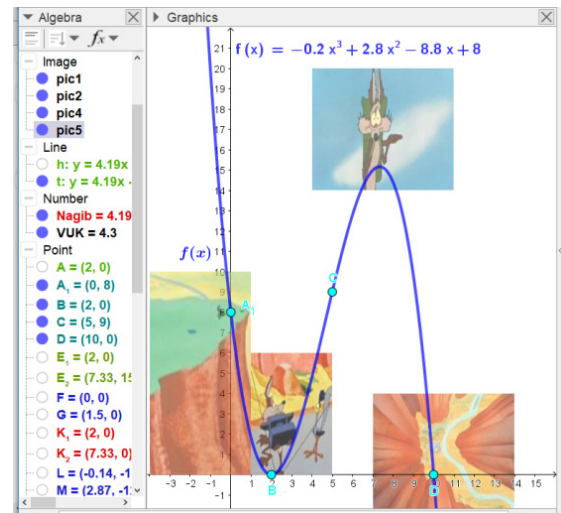 Algebra
Graphics
fx
Image
pic1
pic2
pic4
pic5
Line
h: y = 4.19x
t: y = 4.19x -
Number
Nagib = 4.19
VUK = 4.3
Point
A = (2, 0)
A₁ = (0, 8)
B = (2, 0)
C = (5, 9)
D = (10, 0)
E₁ = (2, 0)
E₂ = (7.33, 15
F = (0, 0)
G = (1.5, 0)
K₁ = (2, 0)
K₂ = (7.33, 0)
L = (-0.14, -1
M = (2.87, -1
f (x) = −0.2 x³ + 2.8 x² − 8.8 x + 8
21
20
19
18
17
16
15
14
13
12
11
10
9
8
7
6
5
4
3
2
1
-1
f(x)
A₁
C
B
D
-3 -2 -1 0 1 2 3 4 5 6 7 8 9 10 11 12 13 14 15